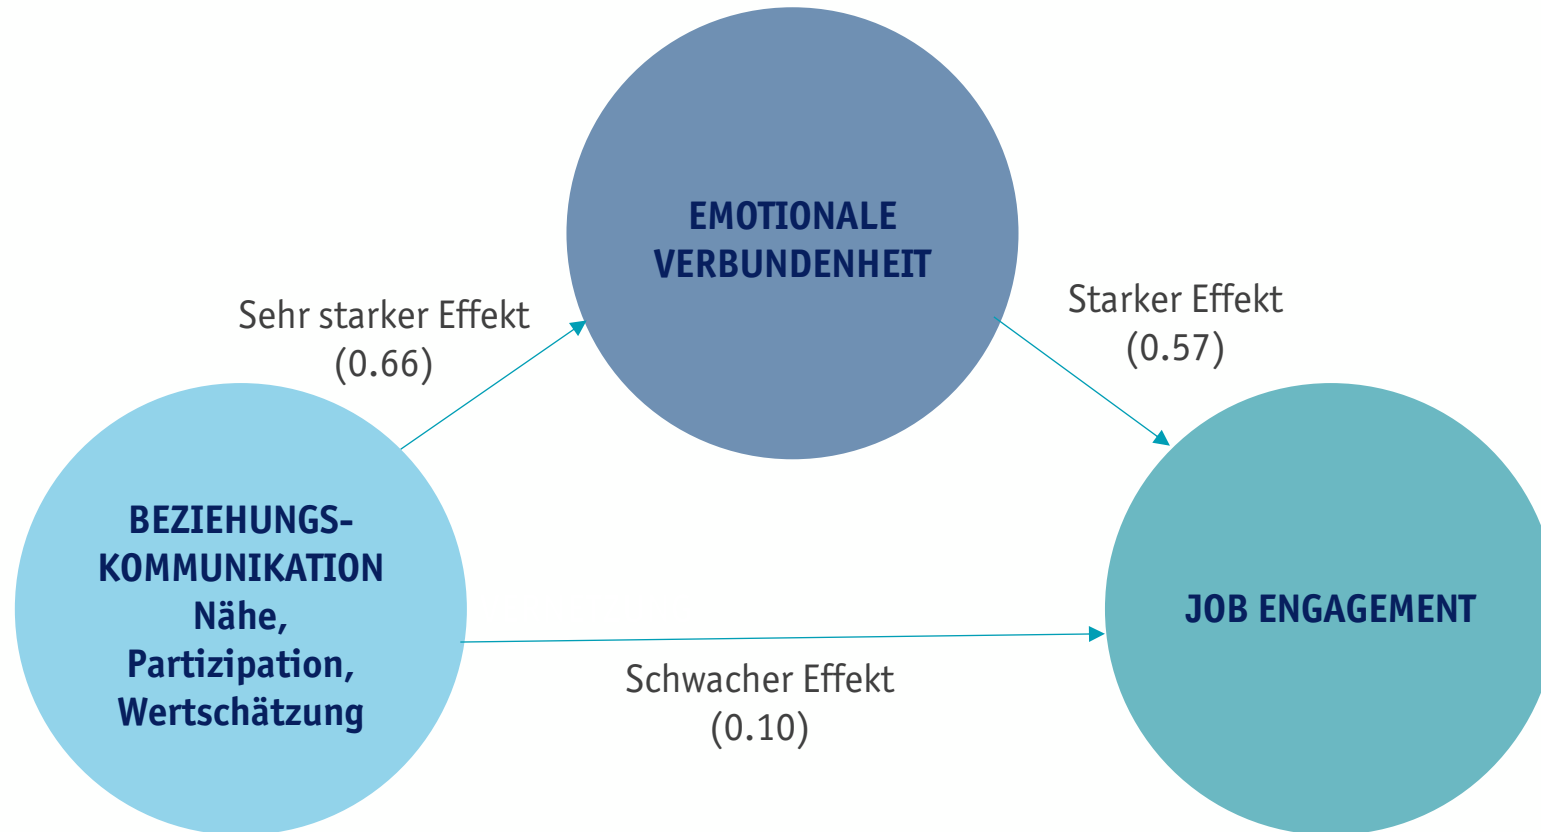 EMOTIONALE
VERBUNDENHEIT
Sehr starker Effekt
(0.66)
Starker Effekt
(0.57)
BEZIEHUNGS-
KOMMUNIKATION
Nähe,
Partizipation,
Wertschätzung
JOB ENGAGEMENT
Schwacher Effekt
(0.10)